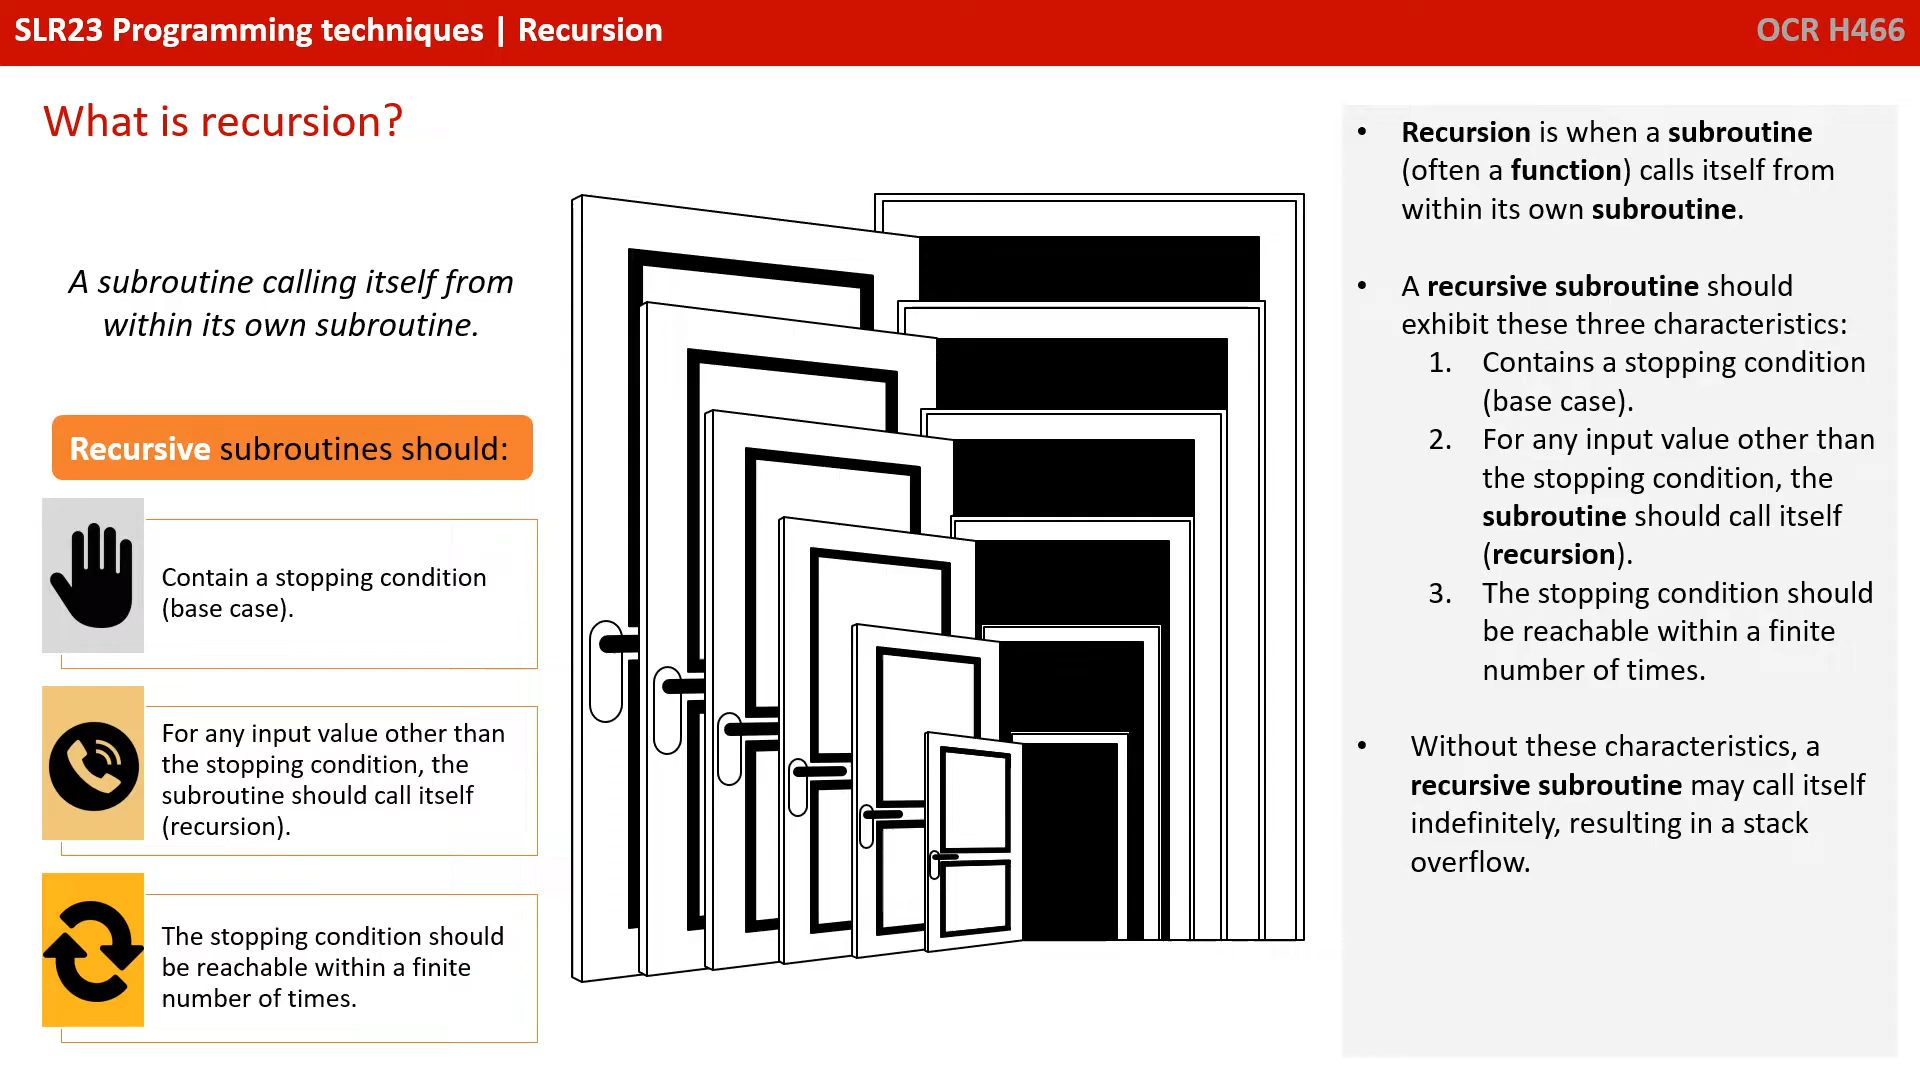 SLR23 Programming techniques | Recursion
OCR H466
What is recursion?
A subroutine calling itself from
within its own subroutine.
Recursive subroutines should:
Contain a stopping condition
(base case).
For any input value other than
the stopping condition, the
subroutine should call itself
(recursion).
The stopping condition should
be reachable within a finite
number of times.
• Recursion is when a subroutine
(often a function) calls itself from
within its own subroutine.
• A recursive subroutine should
exhibit these three characteristics:
1. Contains a stopping condition
(base case).
2. For any input value other than
the stopping condition, the
subroutine should call itself
(recursion).
3. The stopping condition should
be reachable within a finite
number of times.
• Without these characteristics, a
recursive subroutine may call itself
indefinitely, resulting in a stack
overflow.